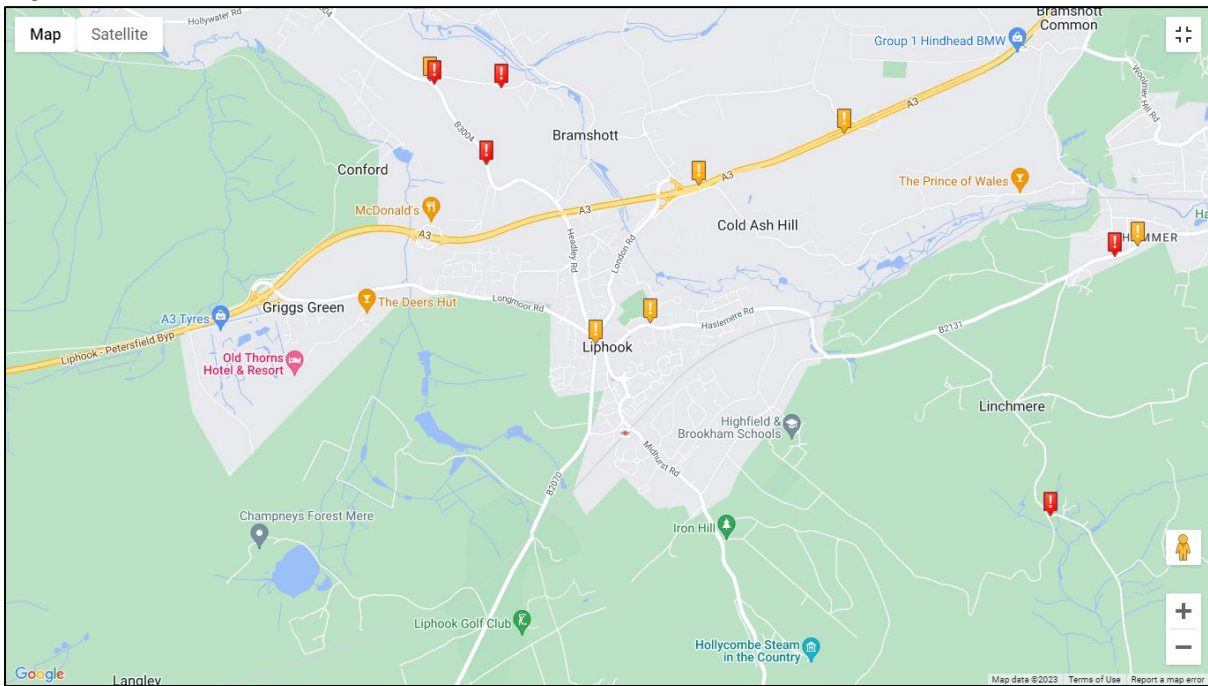 Map Satellite
Hollywater Rd
B3004
Bramshott
Common
Group 1 Hindhead BMW
A3
Woolmer Hill Rd
B3004
Bramshott
Conford
A3
The Prince of Wales
McDonald's
A3
A3
Headley Rd
London Rd
Cold Ash Hill
HAMMER
Ha
Griggs Green
The Deers Hut
Longmoor Rd
Haslemere Rd
B2131
A3 Tyres
Liphook - Petersfield Byp
Liphook
Old Thorns
Hotel & Resort
Linchmere
Highfield &
Brookham Schools
Midhurst Rd
B2070
Champneys Forest Mere
Iron Hill
Liphook Golf Club
Hollycombe Steam
in the Country
Google
Langley
Map data ©2023 Terms of Use Report a map error